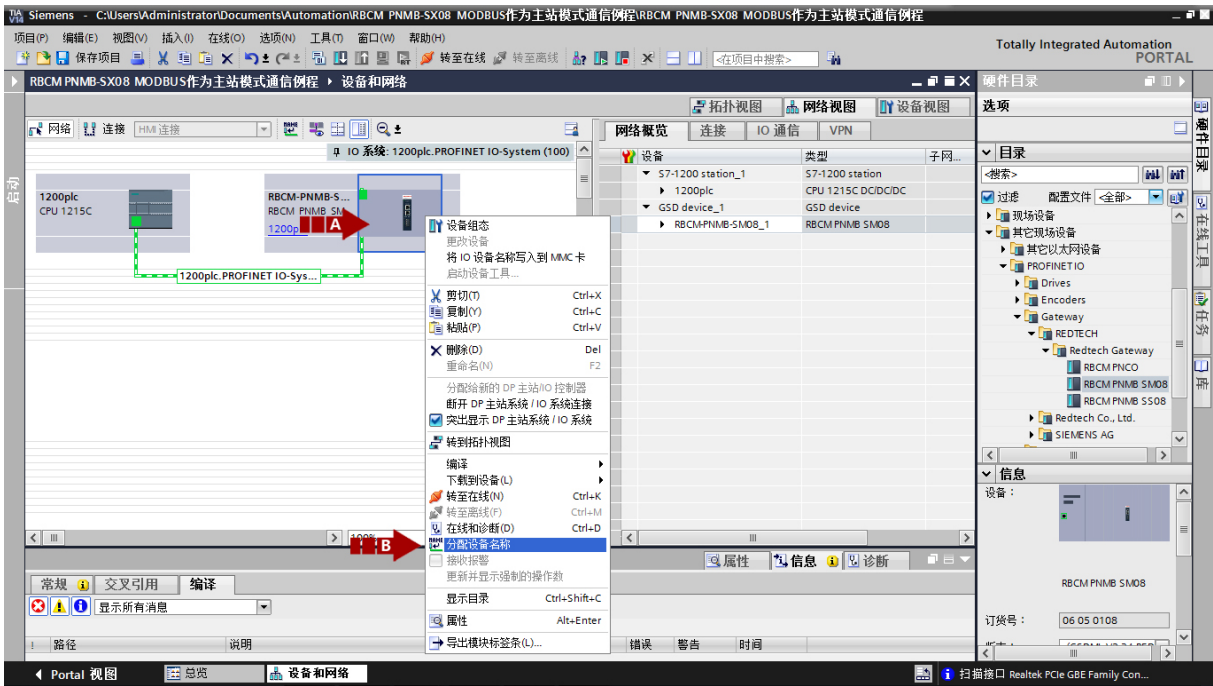 TIA V14 Siemens - C:\Users\Administrator\Documents\Automation\RBCM PNMB-SX08 MODBUS作为主站模式通信例程\RBCM PNMB-SX08 MODBUS作为主站模式通信例程
项目(P) 编辑(E) 视图(V) 插入(I) 在线(O) 选项(N) 工具(T) 窗口(W) 帮助(H)
Totally Integrated Automation
PORTAL
保存项目 转至在线 转至离线 <在项目中搜索>
RBCM PNMB-SX08 MODBUS作为主站模式通信例程 ▸ 设备和网络
硬件目录
拓扑视图 网络视图 设备视图
选项
网络 连接 HMI 连接
网络概览 连接 IO 通信 VPN
IO 系统: 1200plc.PROFINET IO-System (100)
设备 类型 子网...
S7-1200 station_1 S7-1200 station
1200plc CPU 1215C DC/DC/DC
GSD device_1 GSD device
RBCM-PNMB-SM08_1 RBCM PNMB SM08
1200plc
CPU 1215C
RBCM-PNMB-S...
RBCM PNMB SM...
1200p
A
1200plc.PROFINET IO-Sys...
启动
设备组态
更改设备
将 IO 设备名称写入到 MMC 卡
启动设备工具...
剪切(T) Ctrl+X
复制(Y) Ctrl+C
粘贴(P) Ctrl+V
删除(D) Del
重命名(N) F2
分配给新的 DP 主站/IO 控制器
断开 DP 主站系统 / IO 系统连接
突出显示 DP 主站系统 / IO 系统
转到拓扑视图
编译
下载到设备(L)
转至在线(N) Ctrl+K
转至离线(F) Ctrl+M
在线和诊断(D) Ctrl+D
分配设备名称
接收报警
更新并显示强制的操作数
显示目录 Ctrl+Shift+C
属性 Alt+Enter
导出模块标签条(L)...
100%
B
目录
<搜索>
过滤 配置文件 <全部>
现场设备
其它现场设备
其它以太网设备
PROFINET IO
Drives
Encoders
Gateway
REDTECH
Redtech Gateway
RBCM PNCO
RBCM PNMB SM08
RBCM PNMB SS08
Redtech Co., Ltd.
SIEMENS AG
硬件目录
在线工具
任务
库
信息
设备：
RBCM PNMB SM08
订货号： 06 05 0108
属性 信息 诊断
常规 交叉引用 编译
显示所有消息
! 路径 说明 错误 警告 时间
Portal 视图 总览 设备和网络
扫描接口 Realtek PCIe GBE Family Con...